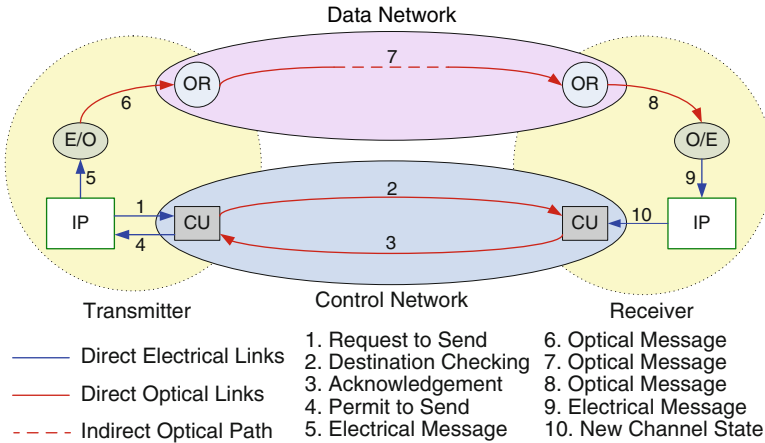 Data Network
7
OR
OR
6
8
E/O
O/E
5
9
1
2
10
IP
CU
CU
IP
4
3
Transmitter
Control Network
Receiver
Direct Electrical Links
Direct Optical Links
Indirect Optical Path
1. Request to Send
2. Destination Checking
3. Acknowledgement
4. Permit to Send
5. Electrical Message
6. Optical Message
7. Optical Message
8. Optical Message
9. Electrical Message
10. New Channel State